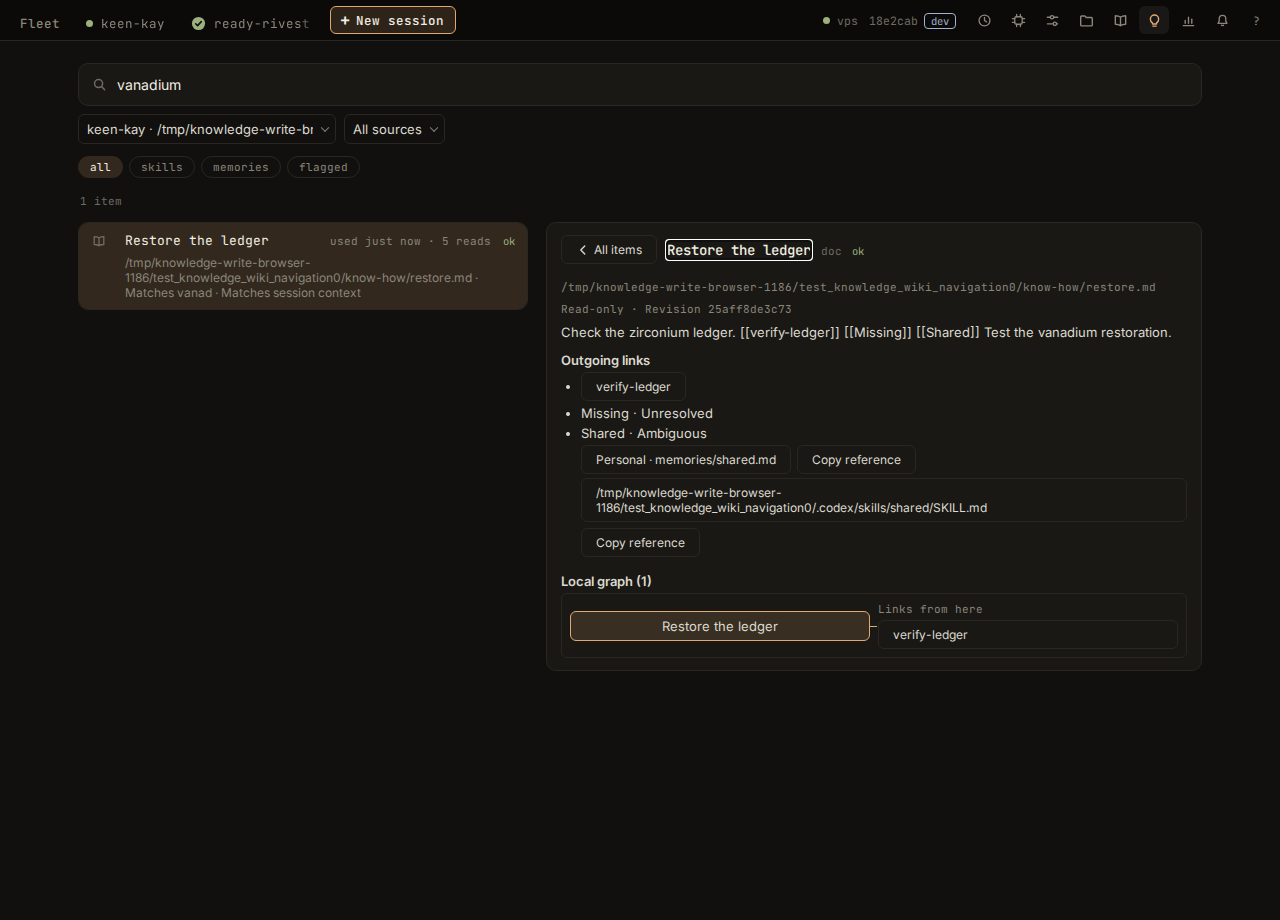 Fleet keen-kay ready-rivest + New session vps 18e2cab dev ?
vanadium
keen-kay · /tmp/knowledge-write-br All sources
all skills memories flagged
1 item
Restore the ledger used just now · 5 reads ok
/tmp/knowledge-write-browser-
1186/test_knowledge_wiki_navigation0/know-how/restore.md ·
Matches vanad · Matches session context
All items Restore the ledger doc ok
/tmp/knowledge-write-browser-1186/test_knowledge_wiki_navigation0/know-how/restore.md
Read-only · Revision 25aff8de3c73
Check the zirconium ledger. [[verify-ledger]] [[Missing]] [[Shared]] Test the vanadium restoration.
Outgoing links
• verify-ledger
• Missing · Unresolved
• Shared · Ambiguous
Personal · memories/shared.md Copy reference
/tmp/knowledge-write-browser-
1186/test_knowledge_wiki_navigation0/.codex/skills/shared/SKILL.md
Copy reference
Local graph (1)
Links from here
Restore the ledger
verify-ledger